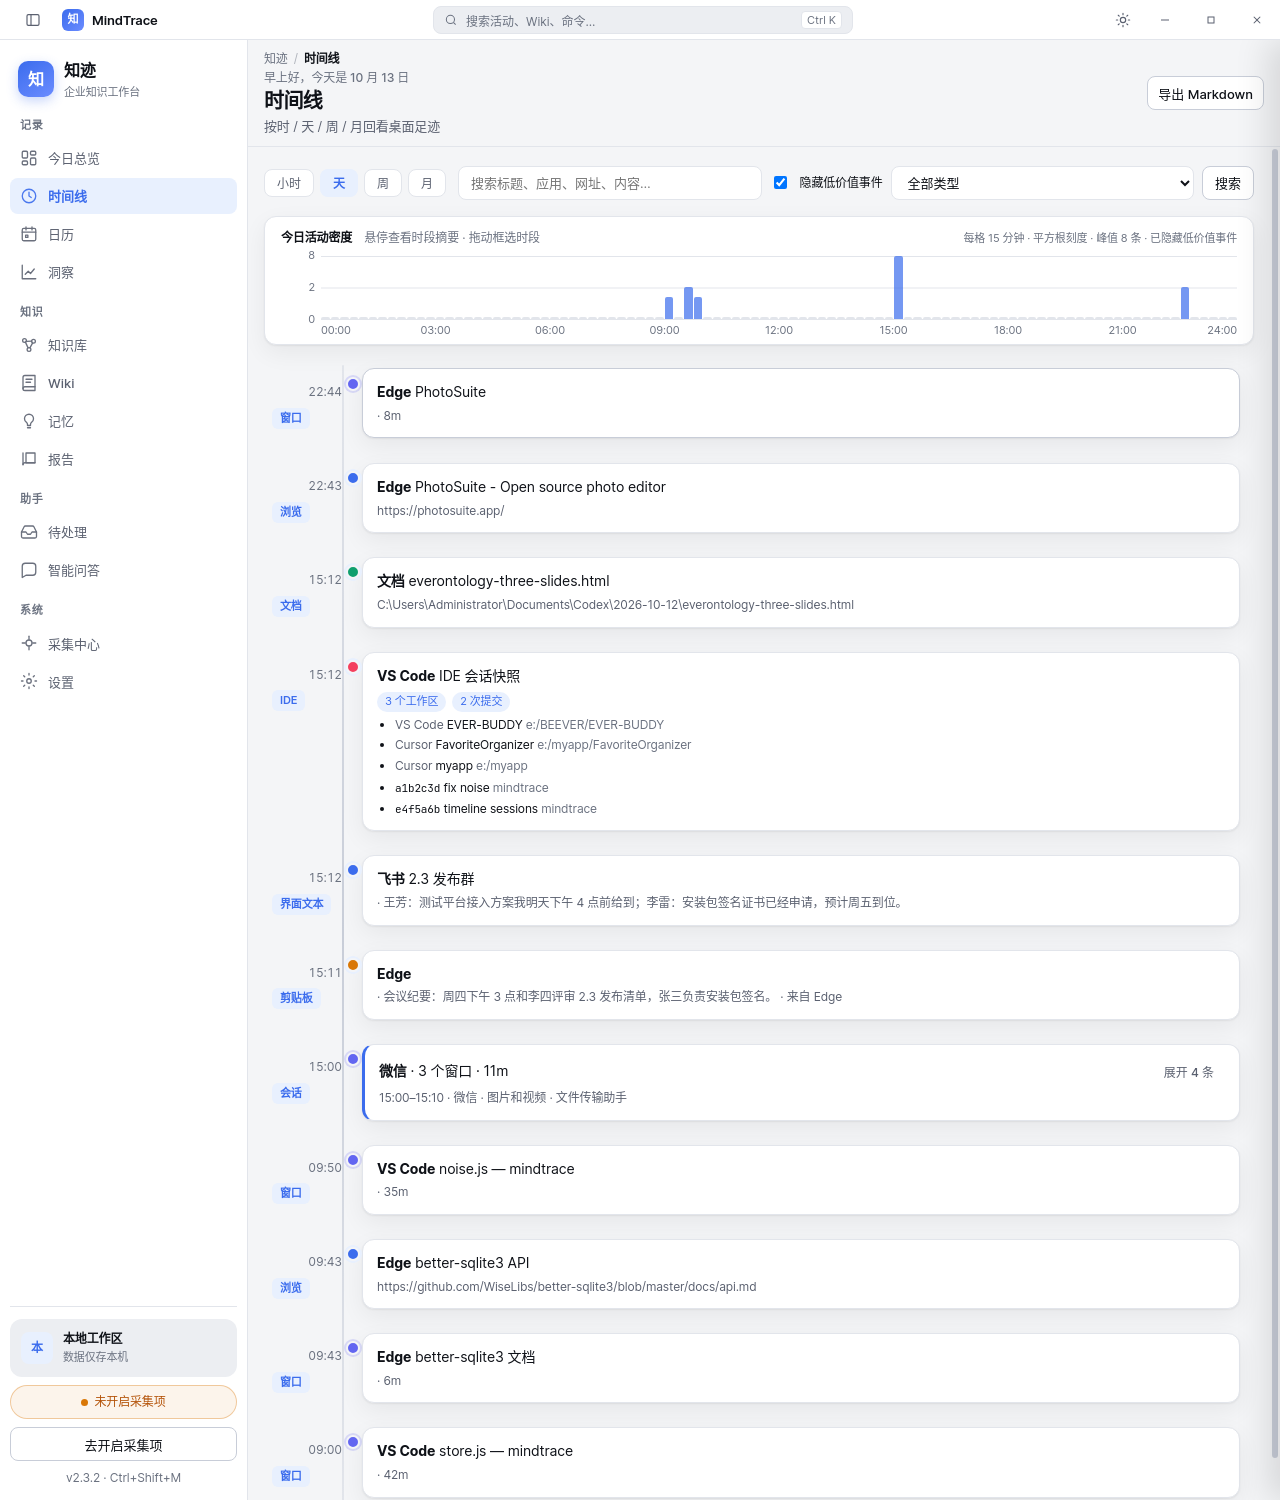 知 MindTrace
搜索活动、Wiki、命令... Ctrl K
知 知迹
企业知识工作台
记录
今日总览
时间线
日历
洞察
知识
知识库
Wiki
记忆
报告
助手
待处理
智能问答
系统
采集中心
设置
本 本地工作区
数据仅存本机
未开启采集项
去开启采集项
v2.3.2 · Ctrl+Shift+M
知迹 / 时间线
早上好，今天是 10 月 13 日
时间线
按时 / 天 / 周 / 月回看桌面足迹
导出 Markdown
小时 天 周 月 搜索标题、应用、网址、内容... 隐藏低价值事件 全部类型 搜索
今日活动密度 悬停查看时段摘要 · 拖动框选时段 每格 15 分钟 · 平方根刻度 · 峰值 8 条 · 已隐藏低价值事件
8
2
0
00:00 03:00 06:00 09:00 12:00 15:00 18:00 21:00 24:00
22:44 Edge PhotoSuite
窗口 · 8m
22:43 Edge PhotoSuite - Open source photo editor
浏览 https://photosuite.app/
15:12 文档 everontology-three-slides.html
文档 C:\Users\Administrator\Documents\Codex\2026-10-12\everontology-three-slides.html
15:12 VS Code IDE 会话快照
IDE 3 个工作区 2 次提交
• VS Code EVER-BUDDY e:/BEEVER/EVER-BUDDY
• Cursor FavoriteOrganizer e:/myapp/FavoriteOrganizer
• Cursor myapp e:/myapp
• a1b2c3d fix noise mindtrace
• e4f5a6b timeline sessions mindtrace
15:12 飞书 2.3 发布群
界面文本 · 王芳：测试平台接入方案我明天下午 4 点前给到；李雷：安装包签名证书已经申请，预计周五到位。
15:11 Edge
剪贴板 · 会议纪要：周四下午 3 点和李四评审 2.3 发布清单，张三负责安装包签名。 · 来自 Edge
15:00 微信 · 3 个窗口 · 11m 展开 4 条
会话 15:00–15:10 · 微信 · 图片和视频 · 文件传输助手
09:50 VS Code noise.js — mindtrace
窗口 · 35m
09:43 Edge better-sqlite3 API
浏览 https://github.com/WiseLibs/better-sqlite3/blob/master/docs/api.md
09:43 Edge better-sqlite3 文档
窗口 · 6m
09:00 VS Code store.js — mindtrace
窗口 · 42m